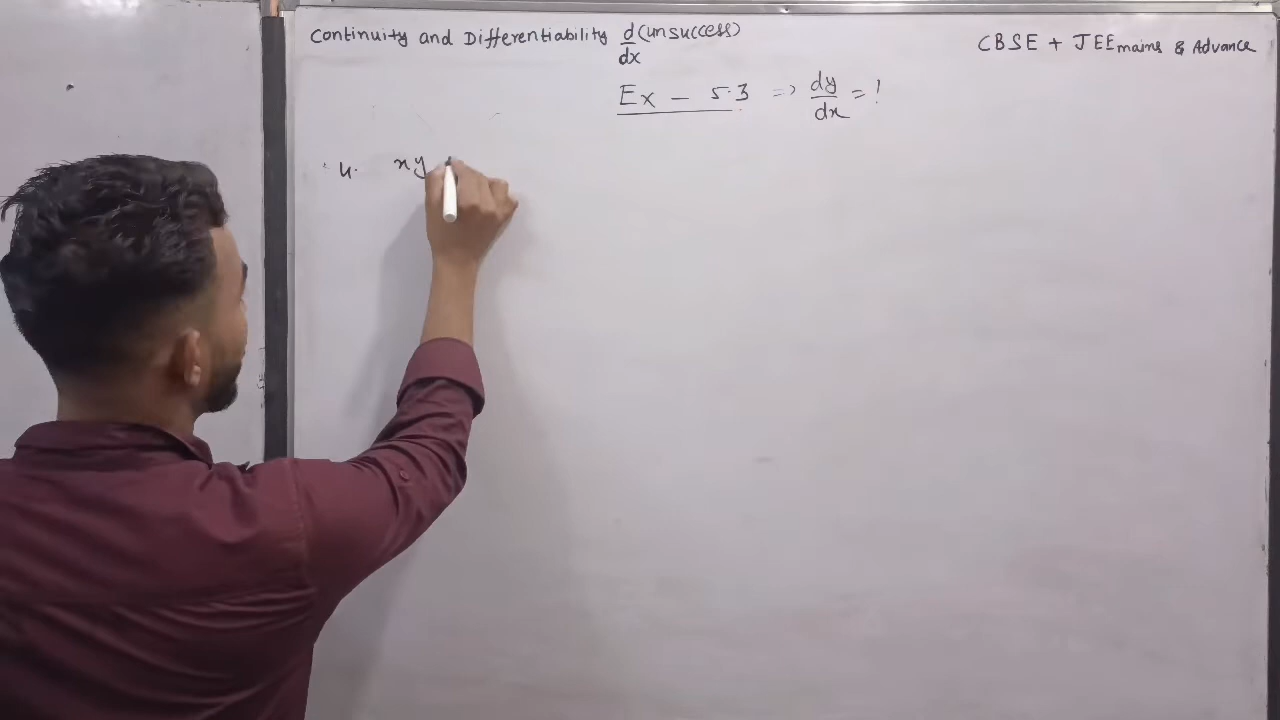 Continuity and Differentiability d/dx (unsuccess)
CBSE + JEE mains & Advance
Ex - 5.3 => dy/dx = !
4. xy